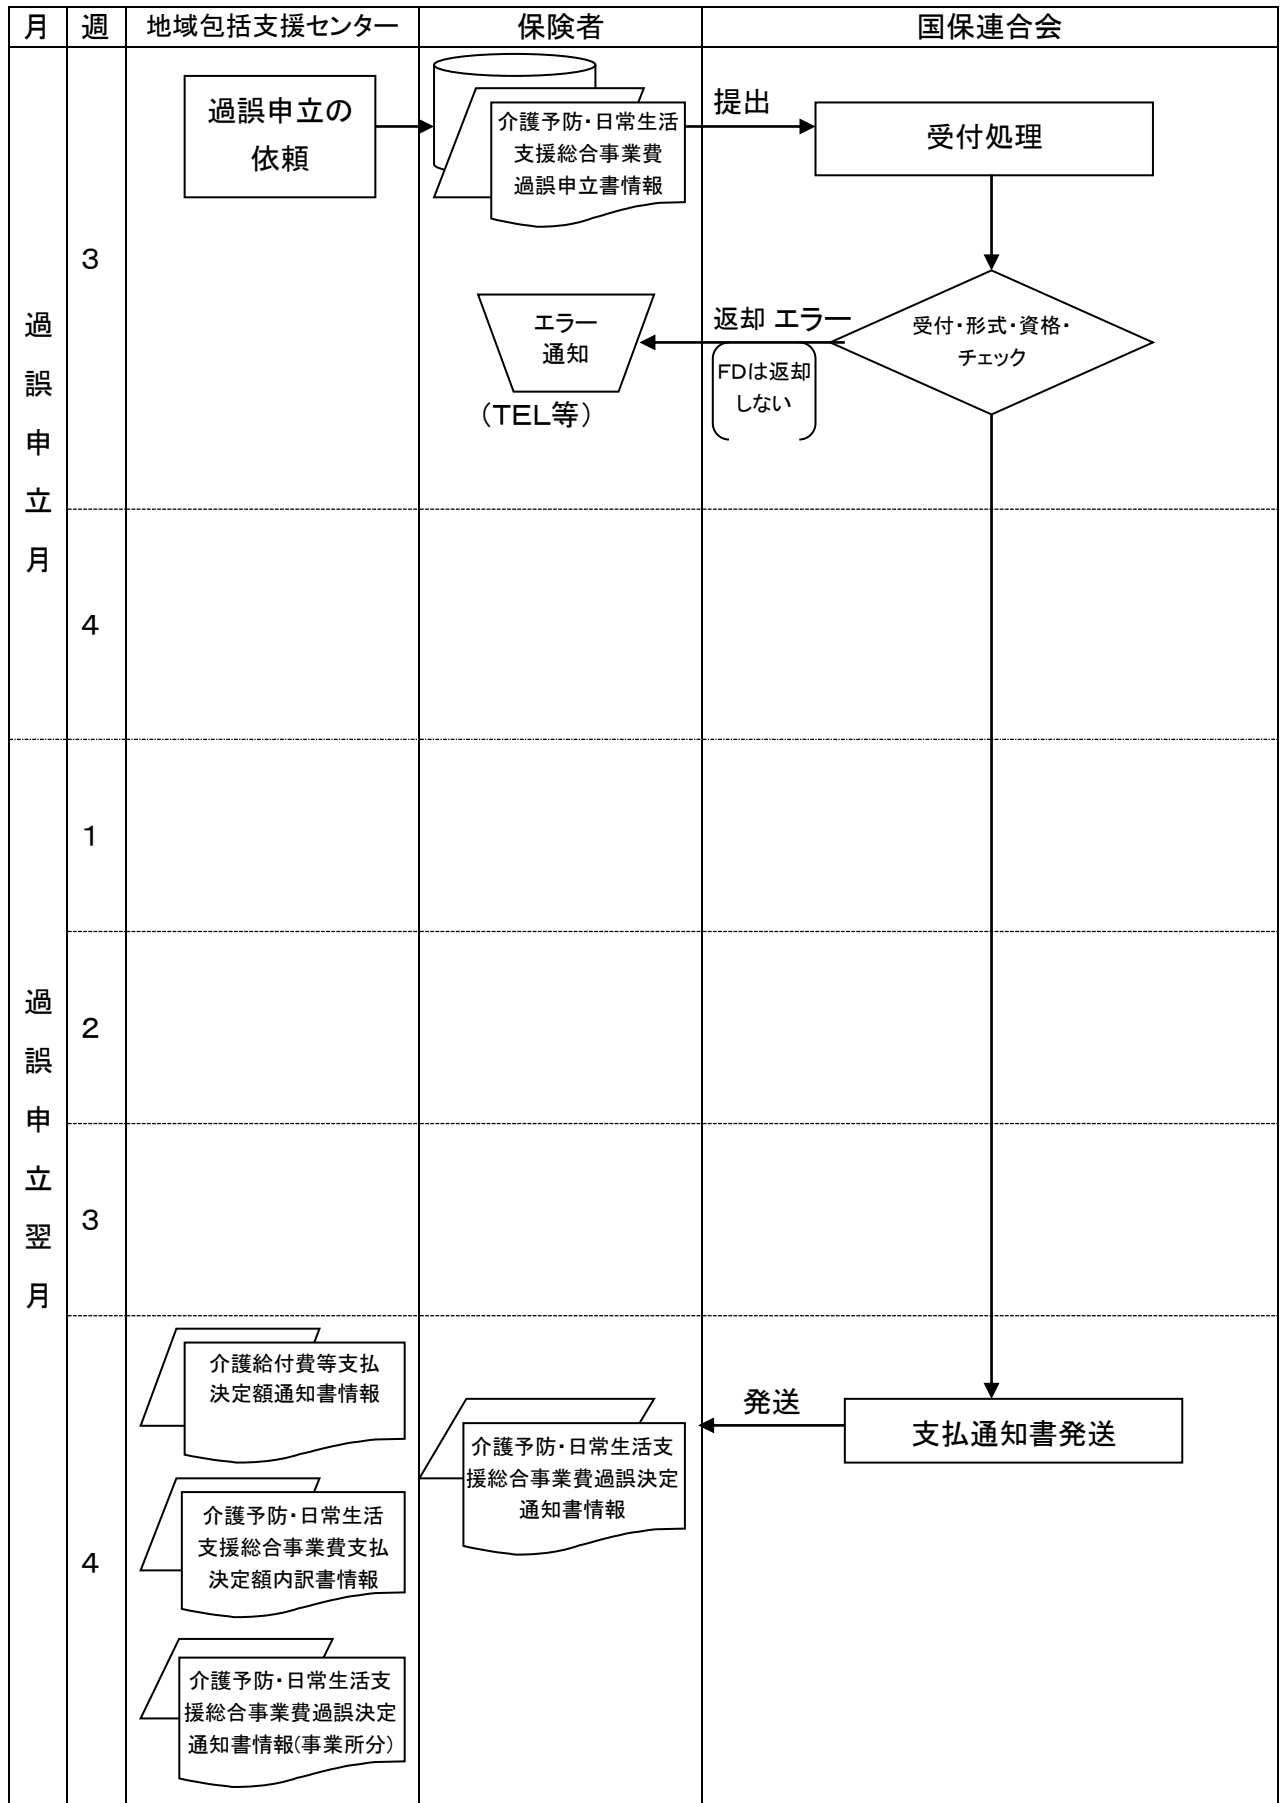 月 週 地域包括支援センター 保険者 国保連合会
過誤申立月
3
過誤申立の
依頼
介護予防・日常生活
支援総合事業費
過誤申立書情報
提出
受付処理
エラー
通知
(TEL等)
返却 エラー
FDは返却
しない
受付・形式・資格・
チェック
4
過誤申立翌月
1
2
3
4
介護給付費等支払
決定額通知書情報
介護予防・日常生活
支援総合事業費支払
決定額内訳書情報
介護予防・日常生活支
援総合事業費過誤決定
通知書情報(事業所分)
介護予防・日常生活支
援総合事業費過誤決定
通知書情報
発送
支払通知書発送